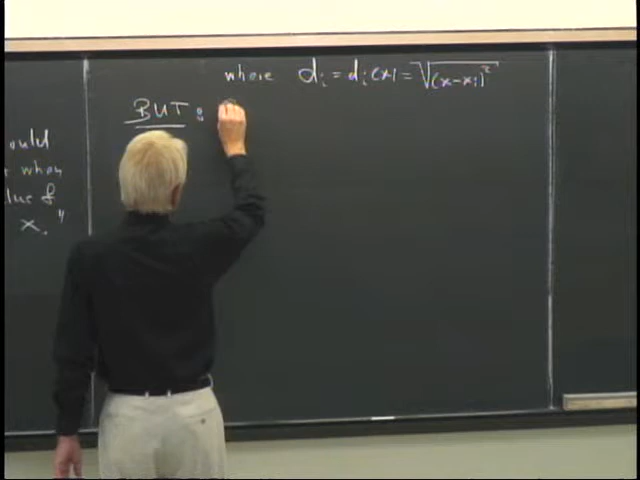 ould
when
lue of
x."
where d_i = d_i(x) = √(x-x_i)²
BUT: